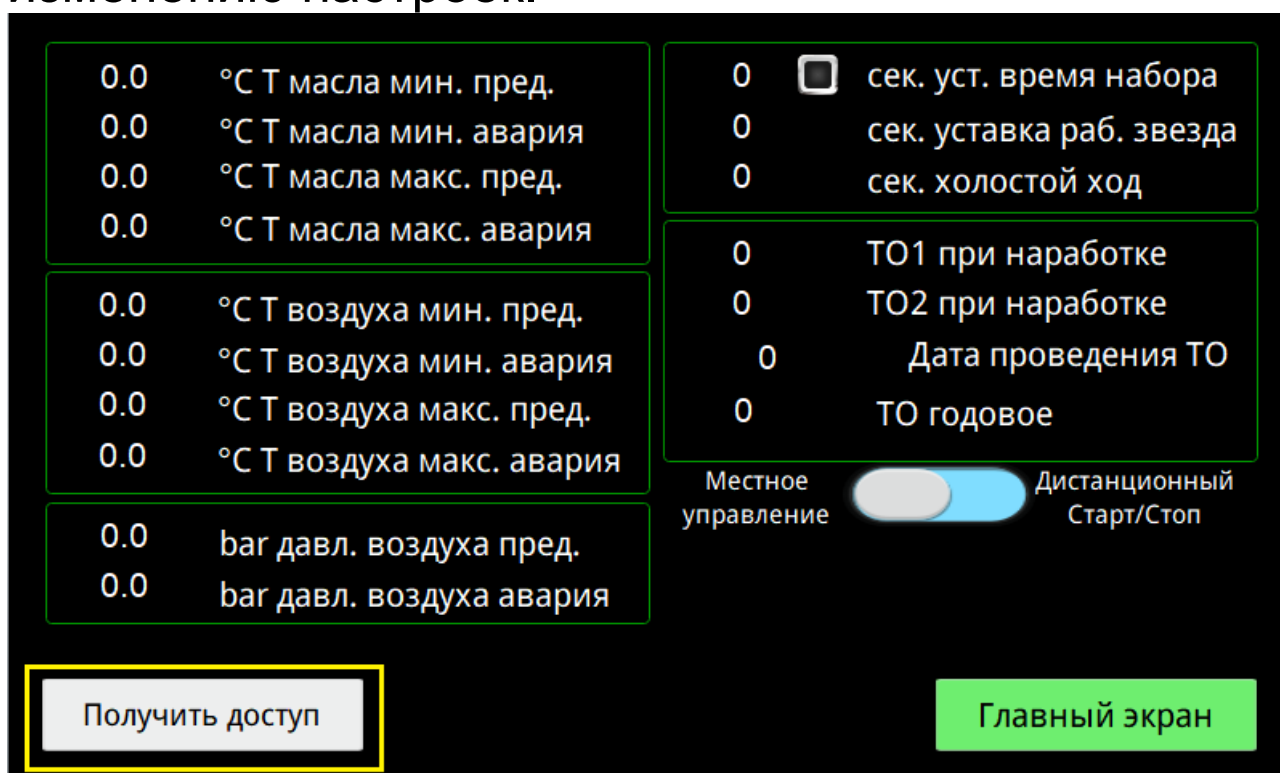 изменению настроек.
0.0 °C Т масла мин. пред.
0.0 °C Т масла мин. авария
0.0 °C Т масла макс. пред.
0.0 °C Т масла макс. авария
0.0 °C Т воздуха мин. пред.
0.0 °C Т воздуха мин. авария
0.0 °C Т воздуха макс. пред.
0.0 °C Т воздуха макс. авария
0.0 bar давл. воздуха пред.
0.0 bar давл. воздуха авария
0 сек. уст. время набора
0 сек. уставка раб. звезда
0 сек. холостой ход
0 ТО1 при наработке
0 ТО2 при наработке
0 Дата проведения ТО
0 ТО годовое
Местное
управление
Дистанционный
Старт/Стоп
Получить доступ
Главный экран